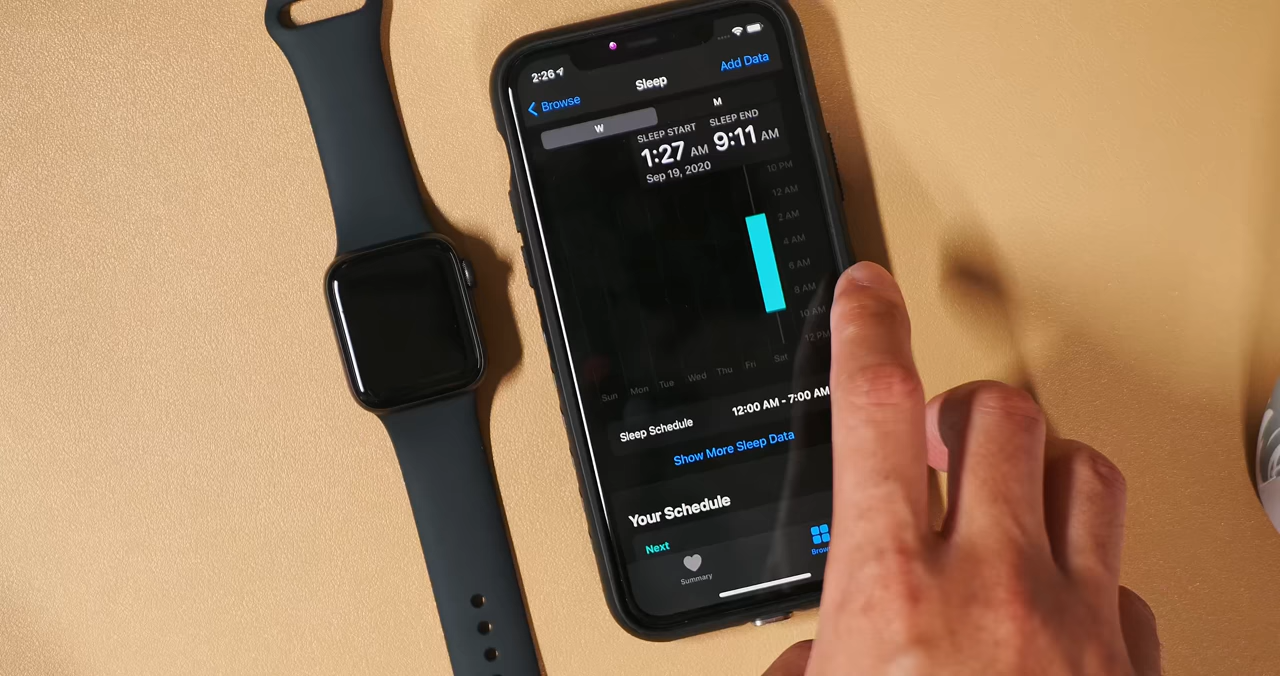 2:26
Browse
Sleep
Add Data
W
M
SLEEP START
SLEEP END
1:27 AM
9:11 AM
Sep 19, 2020
10 PM
12 AM
2 AM
4 AM
6 AM
8 AM
10 AM
12 PM
Sun Mon Tue Wed Thu Fri Sat
Sleep Schedule
12:00 AM - 7:00 AM
Show More Sleep Data
Your Schedule
Next
Summary
Brow